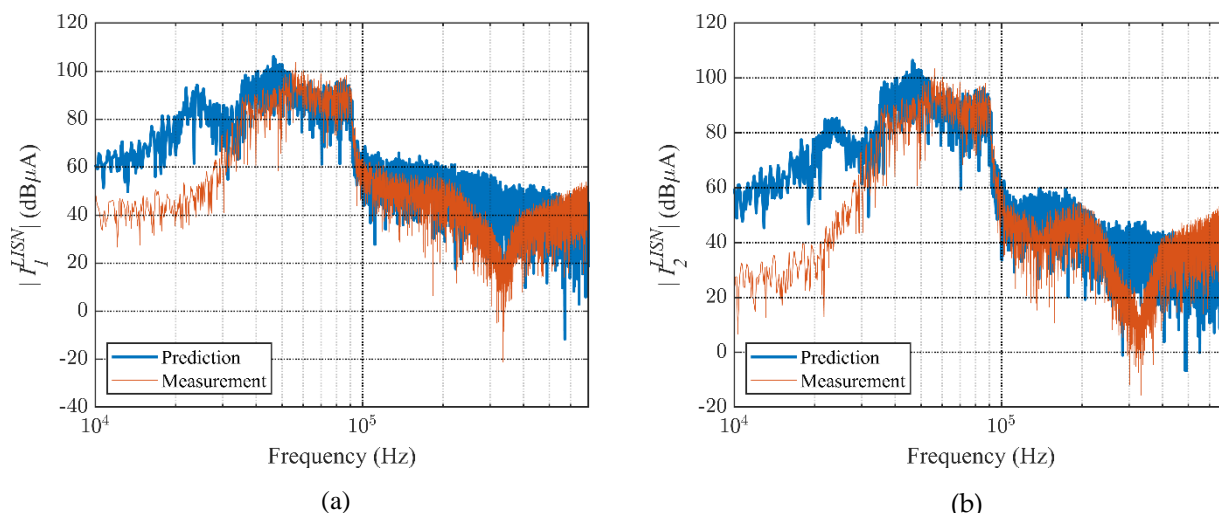 120
100
80
60
40
20
0
-20
-40
| I_1^{LISN} | (dBμA)
Prediction
Measurement
10^4
10^5
Frequency (Hz)
(a)
120
100
80
60
40
20
0
-20
| I_2^{LISN} | (dBμA)
Prediction
Measurement
10^4
10^5
Frequency (Hz)
(b)